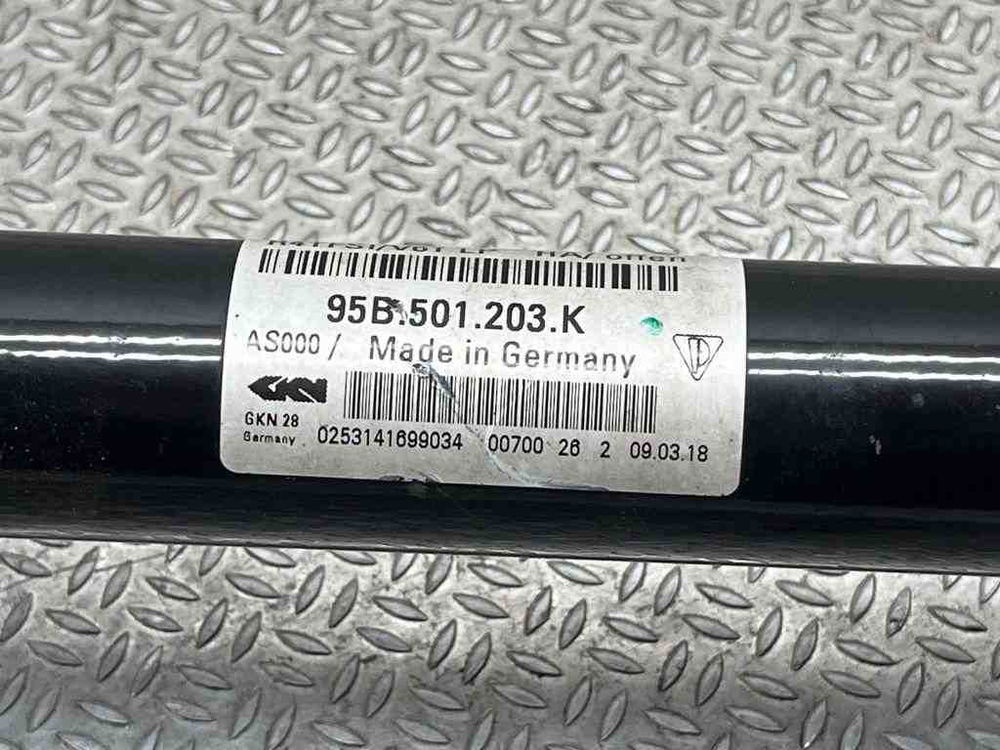 95B.501.203.K
AS000 / Made in Germany
GKN
GKN 28
Germany 0253141699034 00700 26 2 09.03.18